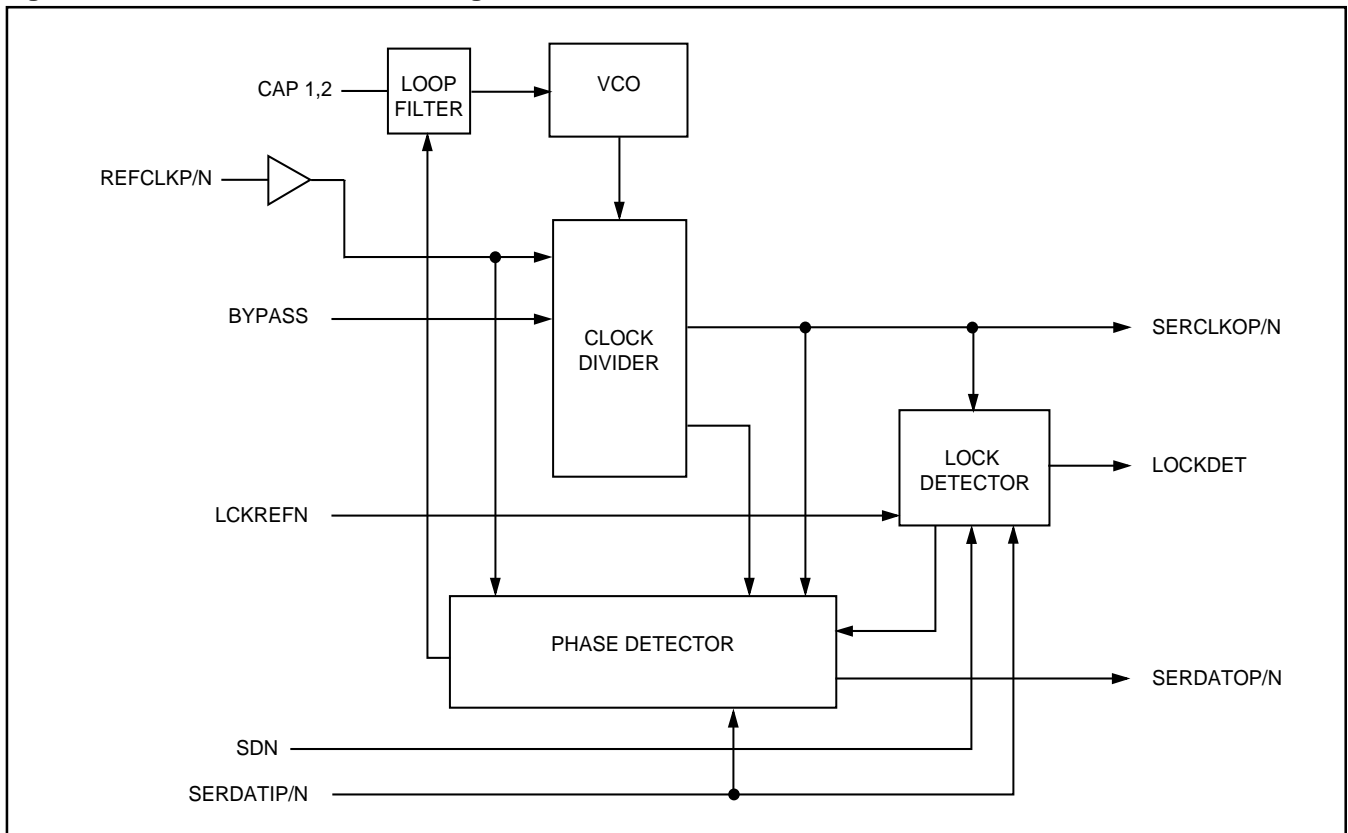 CAP 1,2
LOOP
FILTER
VCO
REFCLKP/N
BYPASS
CLOCK
DIVIDER
SERCLKOP/N
LOCK
DETECTOR
LOCKDET
LCKREFN
PHASE DETECTOR
SERDATOP/N
SDN
SERDATIP/N